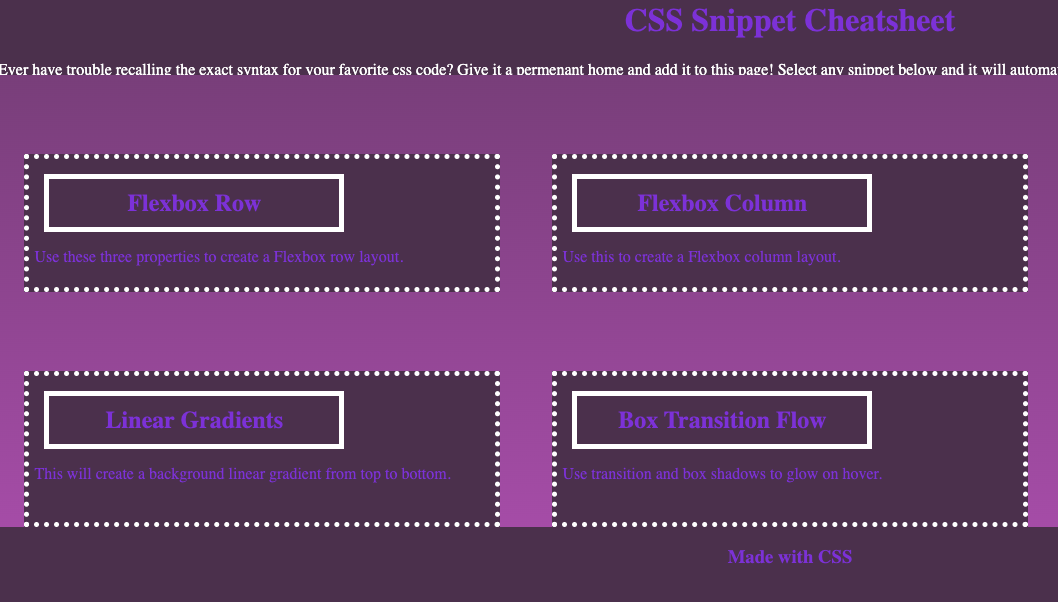 CSS Snippet Cheatsheet
Ever have trouble recalling the exact syntax for your favorite css code? Give it a permenant home and add it to this page! Select any snippet below and it will
Flexbox Row
Use these three properties to create a Flexbox row layout.
Flexbox Column
Use this to create a Flexbox column layout.
Linear Gradients
This will create a background linear gradient from top to bottom.
Box Transition Flow
Use transition and box shadows to glow on hover.
Made with CSS